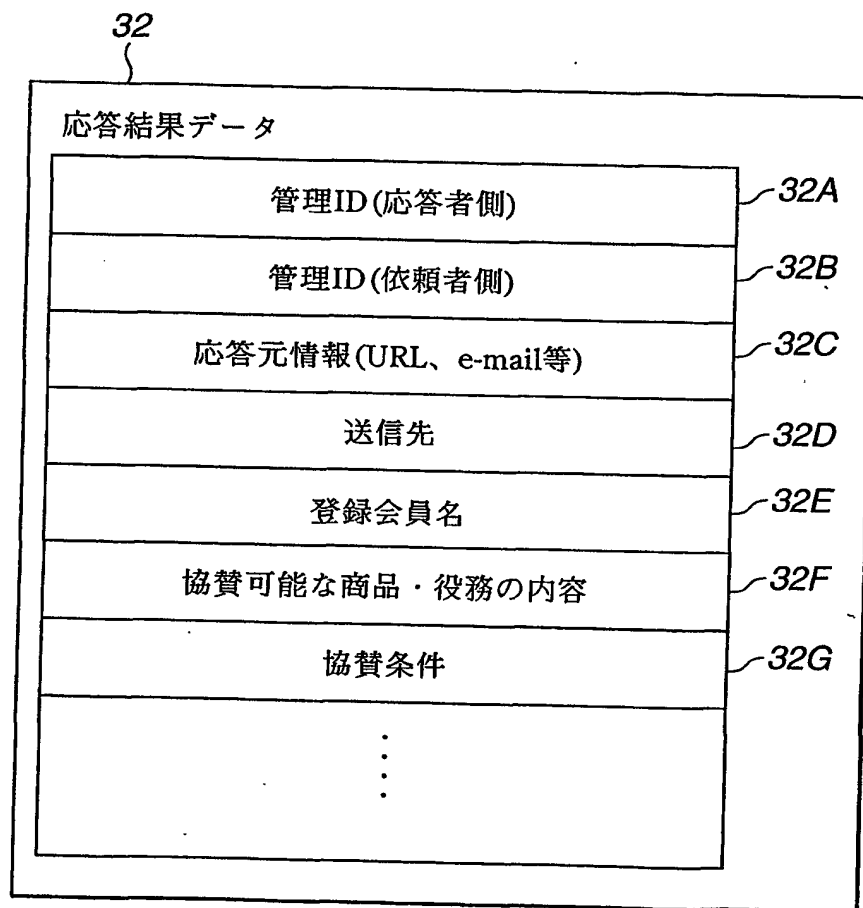 32
応答結果データ
管理ID(応答者側) 32A
管理ID(依頼者側) 32B
応答元情報(URL、e-mail等) 32C
送信先 32D
登録会員名 32E
協賛可能な商品・役務の内容 32F
協賛条件 32G